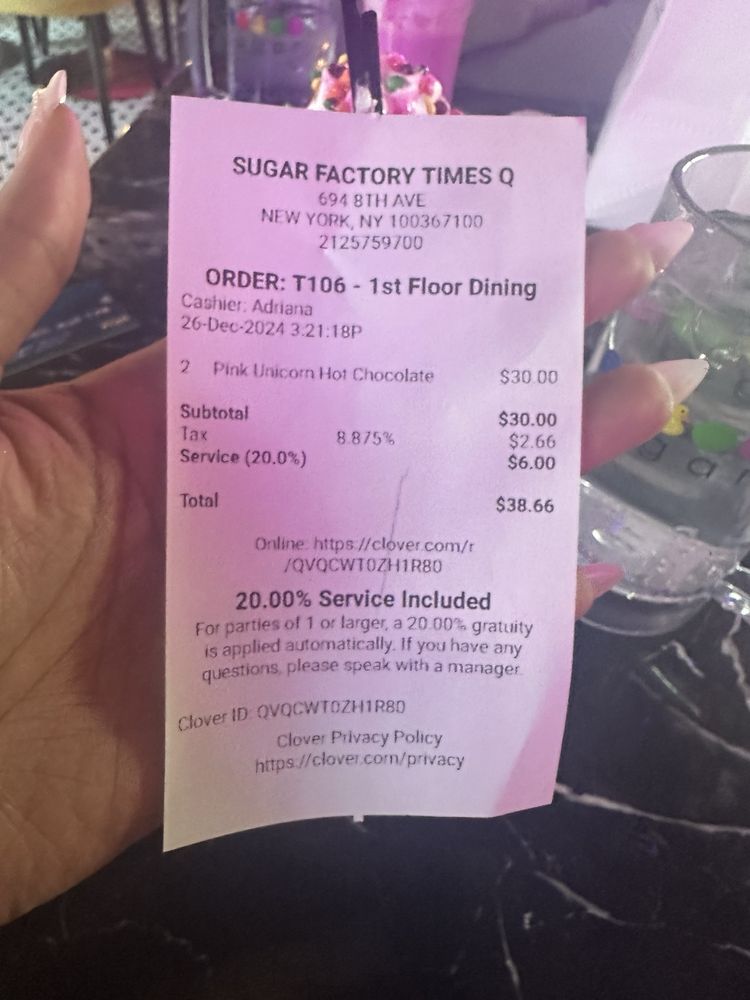 SUGAR FACTORY TIMES Q
694 8TH AVE
NEW YORK, NY 100367100
2125759700
ORDER: T106 - 1st Floor Dining
Cashier: Adriana
26-Dec-2024 3:21:18P
2 Pink Unicorn Hot Chocolate $30.00
Subtotal $30.00
Tax 8.875% $2.66
Service (20.0%) $6.00
Total $38.66
Online: https://clover.com/r
/QVQCWT0ZH1R80
20.00% Service Included
For parties of 1 or larger, a 20.00% gratuity
is applied automatically. If you have any
questions, please speak with a manager.
Clover ID: QVQCWT0ZH1R80
Clover Privacy Policy
https://clover.com/privacy